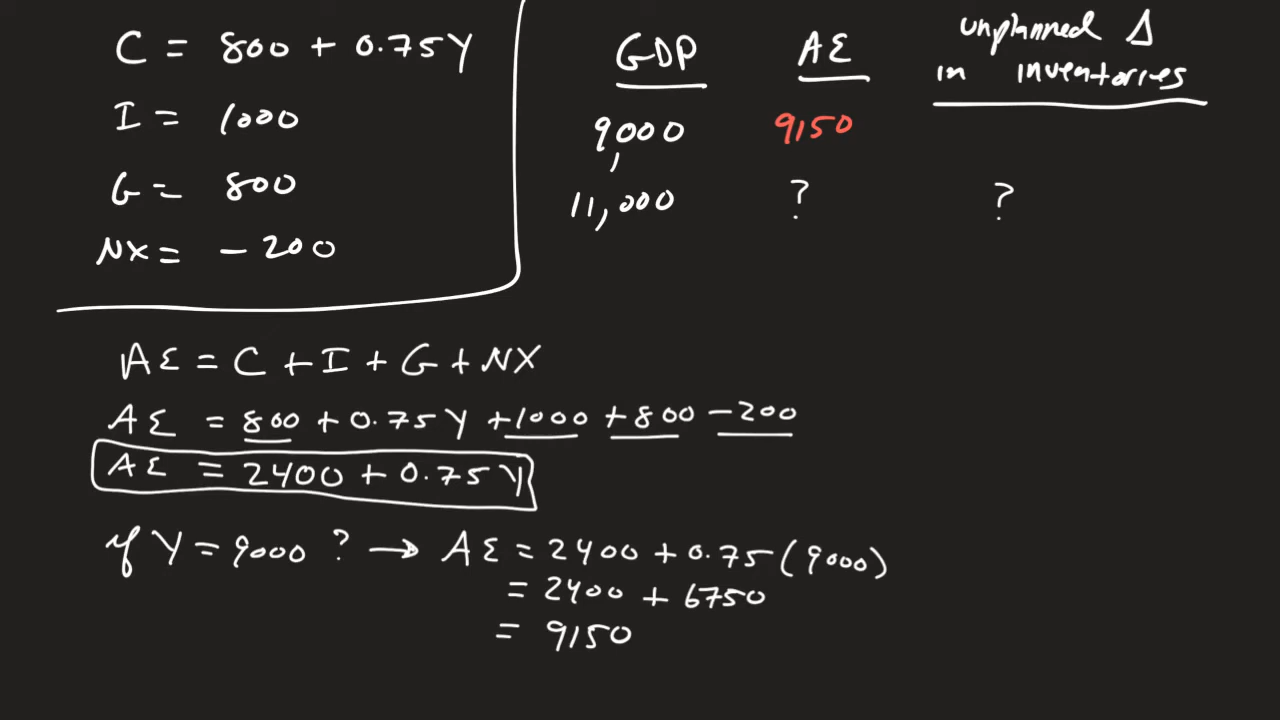 C = 800 + 0.75Y
I = 1000
G = 800
NX = - 200
GDP AE unplanned Δ in inventories
9,000 9150
11,000 ? ?
AE = C + I + G + NX
AE = 800 + 0.75Y +1000 +800 -200
AE = 2400 + 0.75Y
if Y = 9000 ? → AE = 2400 + 0.75(9000)
= 2400 + 6750
= 9150